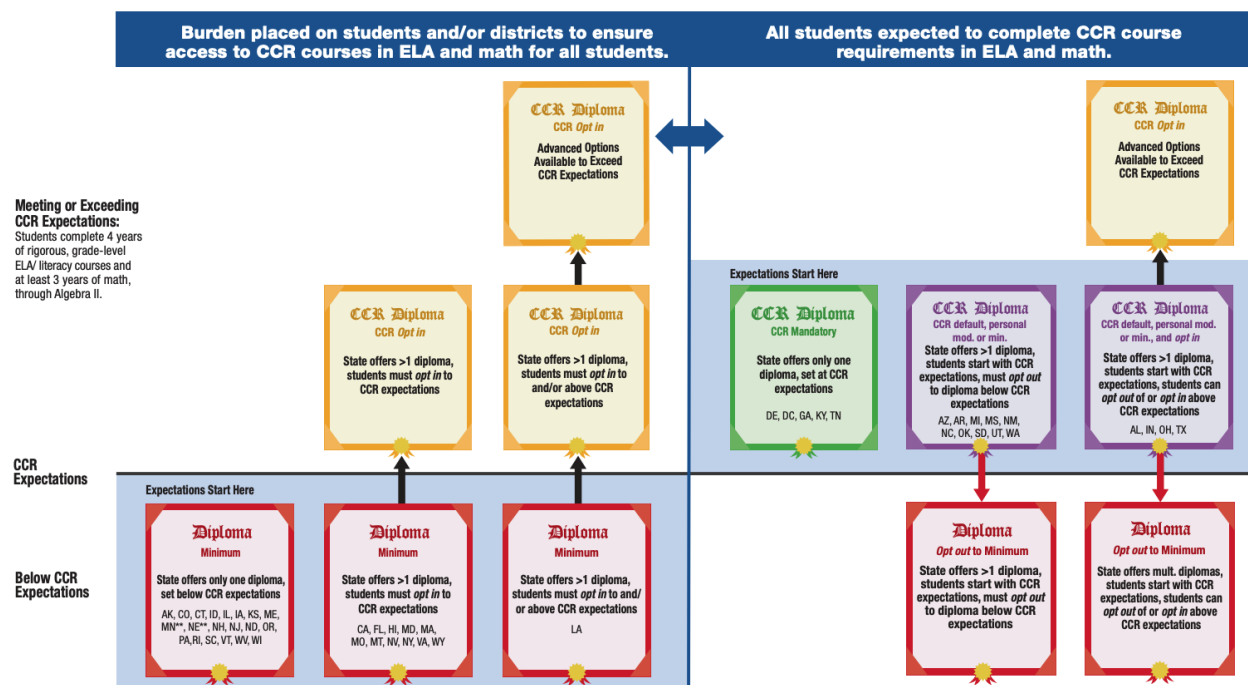 Burden placed on students and/or districts to ensure
access to CCR courses in ELA and math for all students.
All students expected to complete CCR course
requirements in ELA and math.
CCR Diploma
CCR Opt in
Advanced Options
Available to Exceed
CCR Expectations
CCR Diploma
CCR Opt in
Advanced Options
Available to Exceed
CCR Expectations
Meeting or Exceeding
CCR Expectations:
Students complete 4 years
of rigorous, grade-level
ELA/ literacy courses and
at least 3 years of math,
through Algebra II.
Expectations Start Here
CCR Diploma
CCR Opt in
State offers >1 diploma,
students must opt in to
CCR expectations
CCR Diploma
CCR Opt in
State offers >1 diploma,
students must opt in to
and/or above CCR
expectations
CCR Diploma
CCR Mandatory
State offers only one
diploma, set at CCR
expectations
DE, DC, GA, KY, TN
CCR Diploma
CCR default, personal
mod. or min.
State offers >1 diploma,
students start with CCR
expectations, must opt out
to diploma below CCR
expectations
AZ, AR, MI, MS, NM,
NC, OK, SD, UT, WA
CCR Diploma
CCR default, personal mod.
or min., and opt in
State offers >1 diploma,
students start with CCR
expectations, students can
opt out of or opt in above
CCR expectations
AL, IN, OH, TX
CCR
Expectations
Expectations Start Here
Below CCR
Expectations
Diploma
Minimum
State offers only one diploma,
set below CCR expectations
AK, CO, CT, ID, IL, IA, KS, ME,
MN**, NE**, NH, NJ, ND, OR,
PA,RI, SC, VT, WV, WI
Diploma
Minimum
State offers >1 diploma,
students must opt in to
CCR expectations
CA, FL, HI, MD, MA,
MO, MT, NV, NY, VA, WY
Diploma
Minimum
State offers >1 diploma,
students must opt in to and/
or above CCR expectations
LA
Diploma
Opt out to Minimum
State offers >1 diploma,
students start with CCR
expectations, must opt out
to diploma below CCR
expectations
Diploma
Opt out to Minimum
State offers mult. diplomas,
students start with CCR
expectations, students can
opt out of or opt in above
CCR expectations